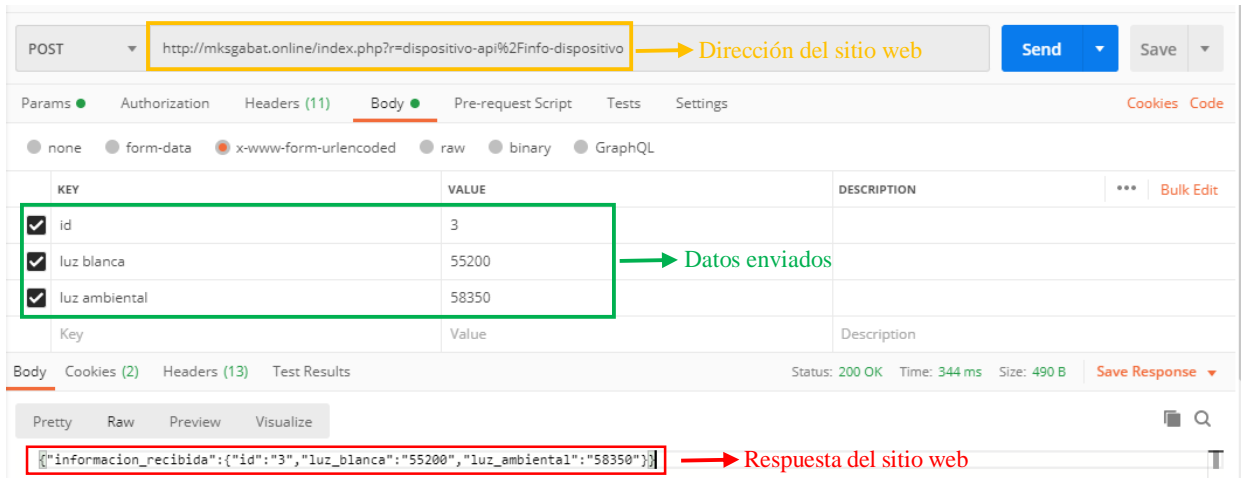 POST http://mksgabat.online/index.php?r=dispositivo-api%2Finfo-dispositivo Dirección del sitio web Send Save
Params Authorization Headers (11) Body Pre-request Script Tests Settings Cookies Code
none form-data x-www-form-urlencoded raw binary GraphQL
KEY VALUE DESCRIPTION ••• Bulk Edit
id 3
luz blanca 55200 Datos enviados
luz ambiental 58350
Key Value Description
Body Cookies (2) Headers (13) Test Results Status: 200 OK Time: 344 ms Size: 490 B Save Response
Pretty Raw Preview Visualize
{"informacion_recibida":{"id":"3","luz_blanca":"55200","luz_ambiental":"58350"}} Respuesta del sitio web